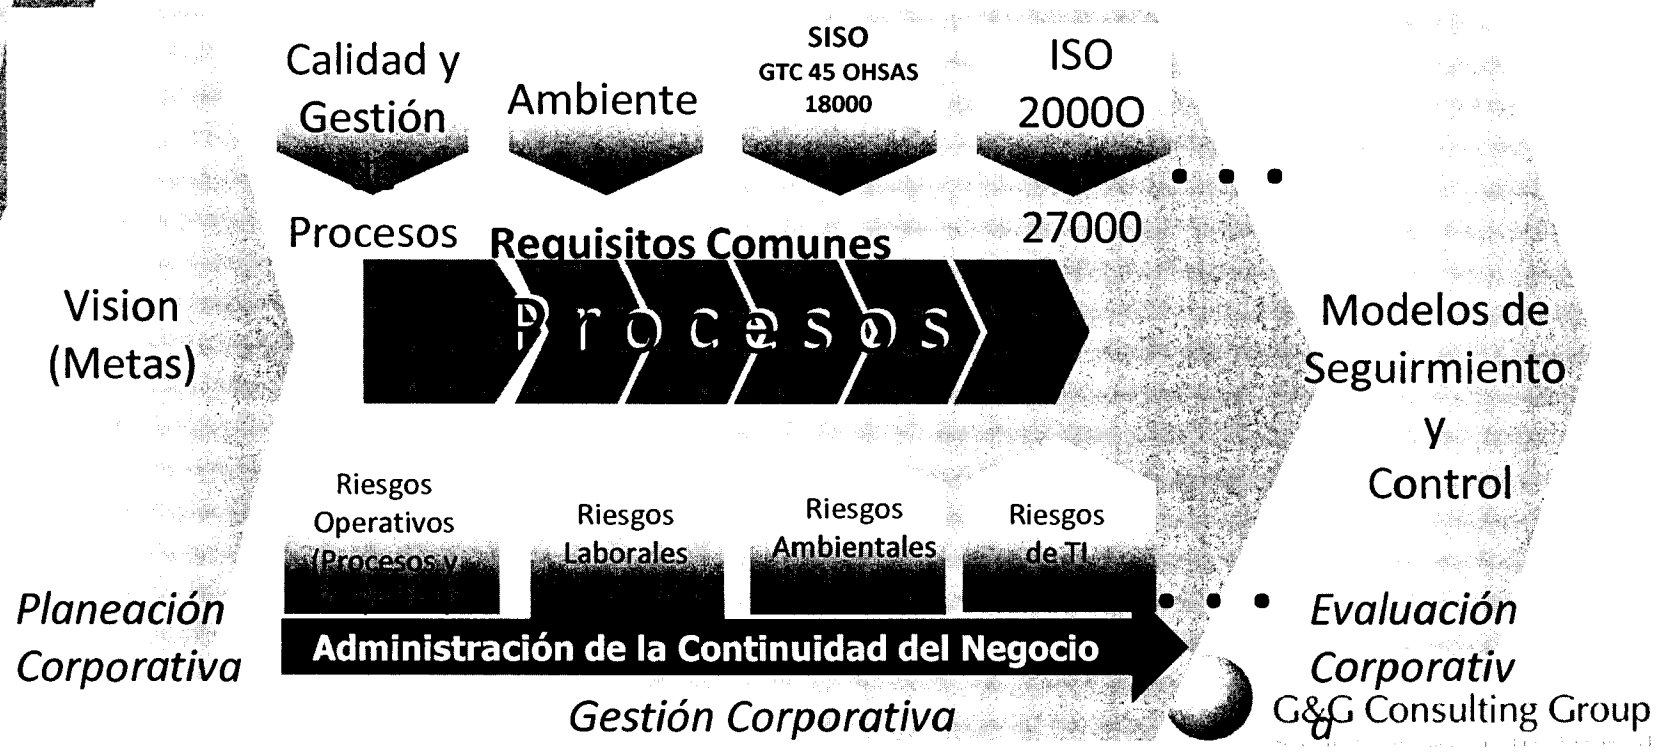 Calidad y
Gestión
Procesos
Ambiente
SISO
GTC 45 OHSAS
18000
ISO
2000O
27000
Requisitos Comunes
Procesos
Vision
(Metas)
Modelos de
Seguirmiento
y
Control
Riesgos
Operativos
(Procesos y
Riesgos
Laborales
Riesgos
Ambientales
Riesgos
de TI
Administración de la Continuidad del Negocio
Planeación
Corporativa
Gestión Corporativa
Evaluación
Corporativ
a
G&G Consulting Group